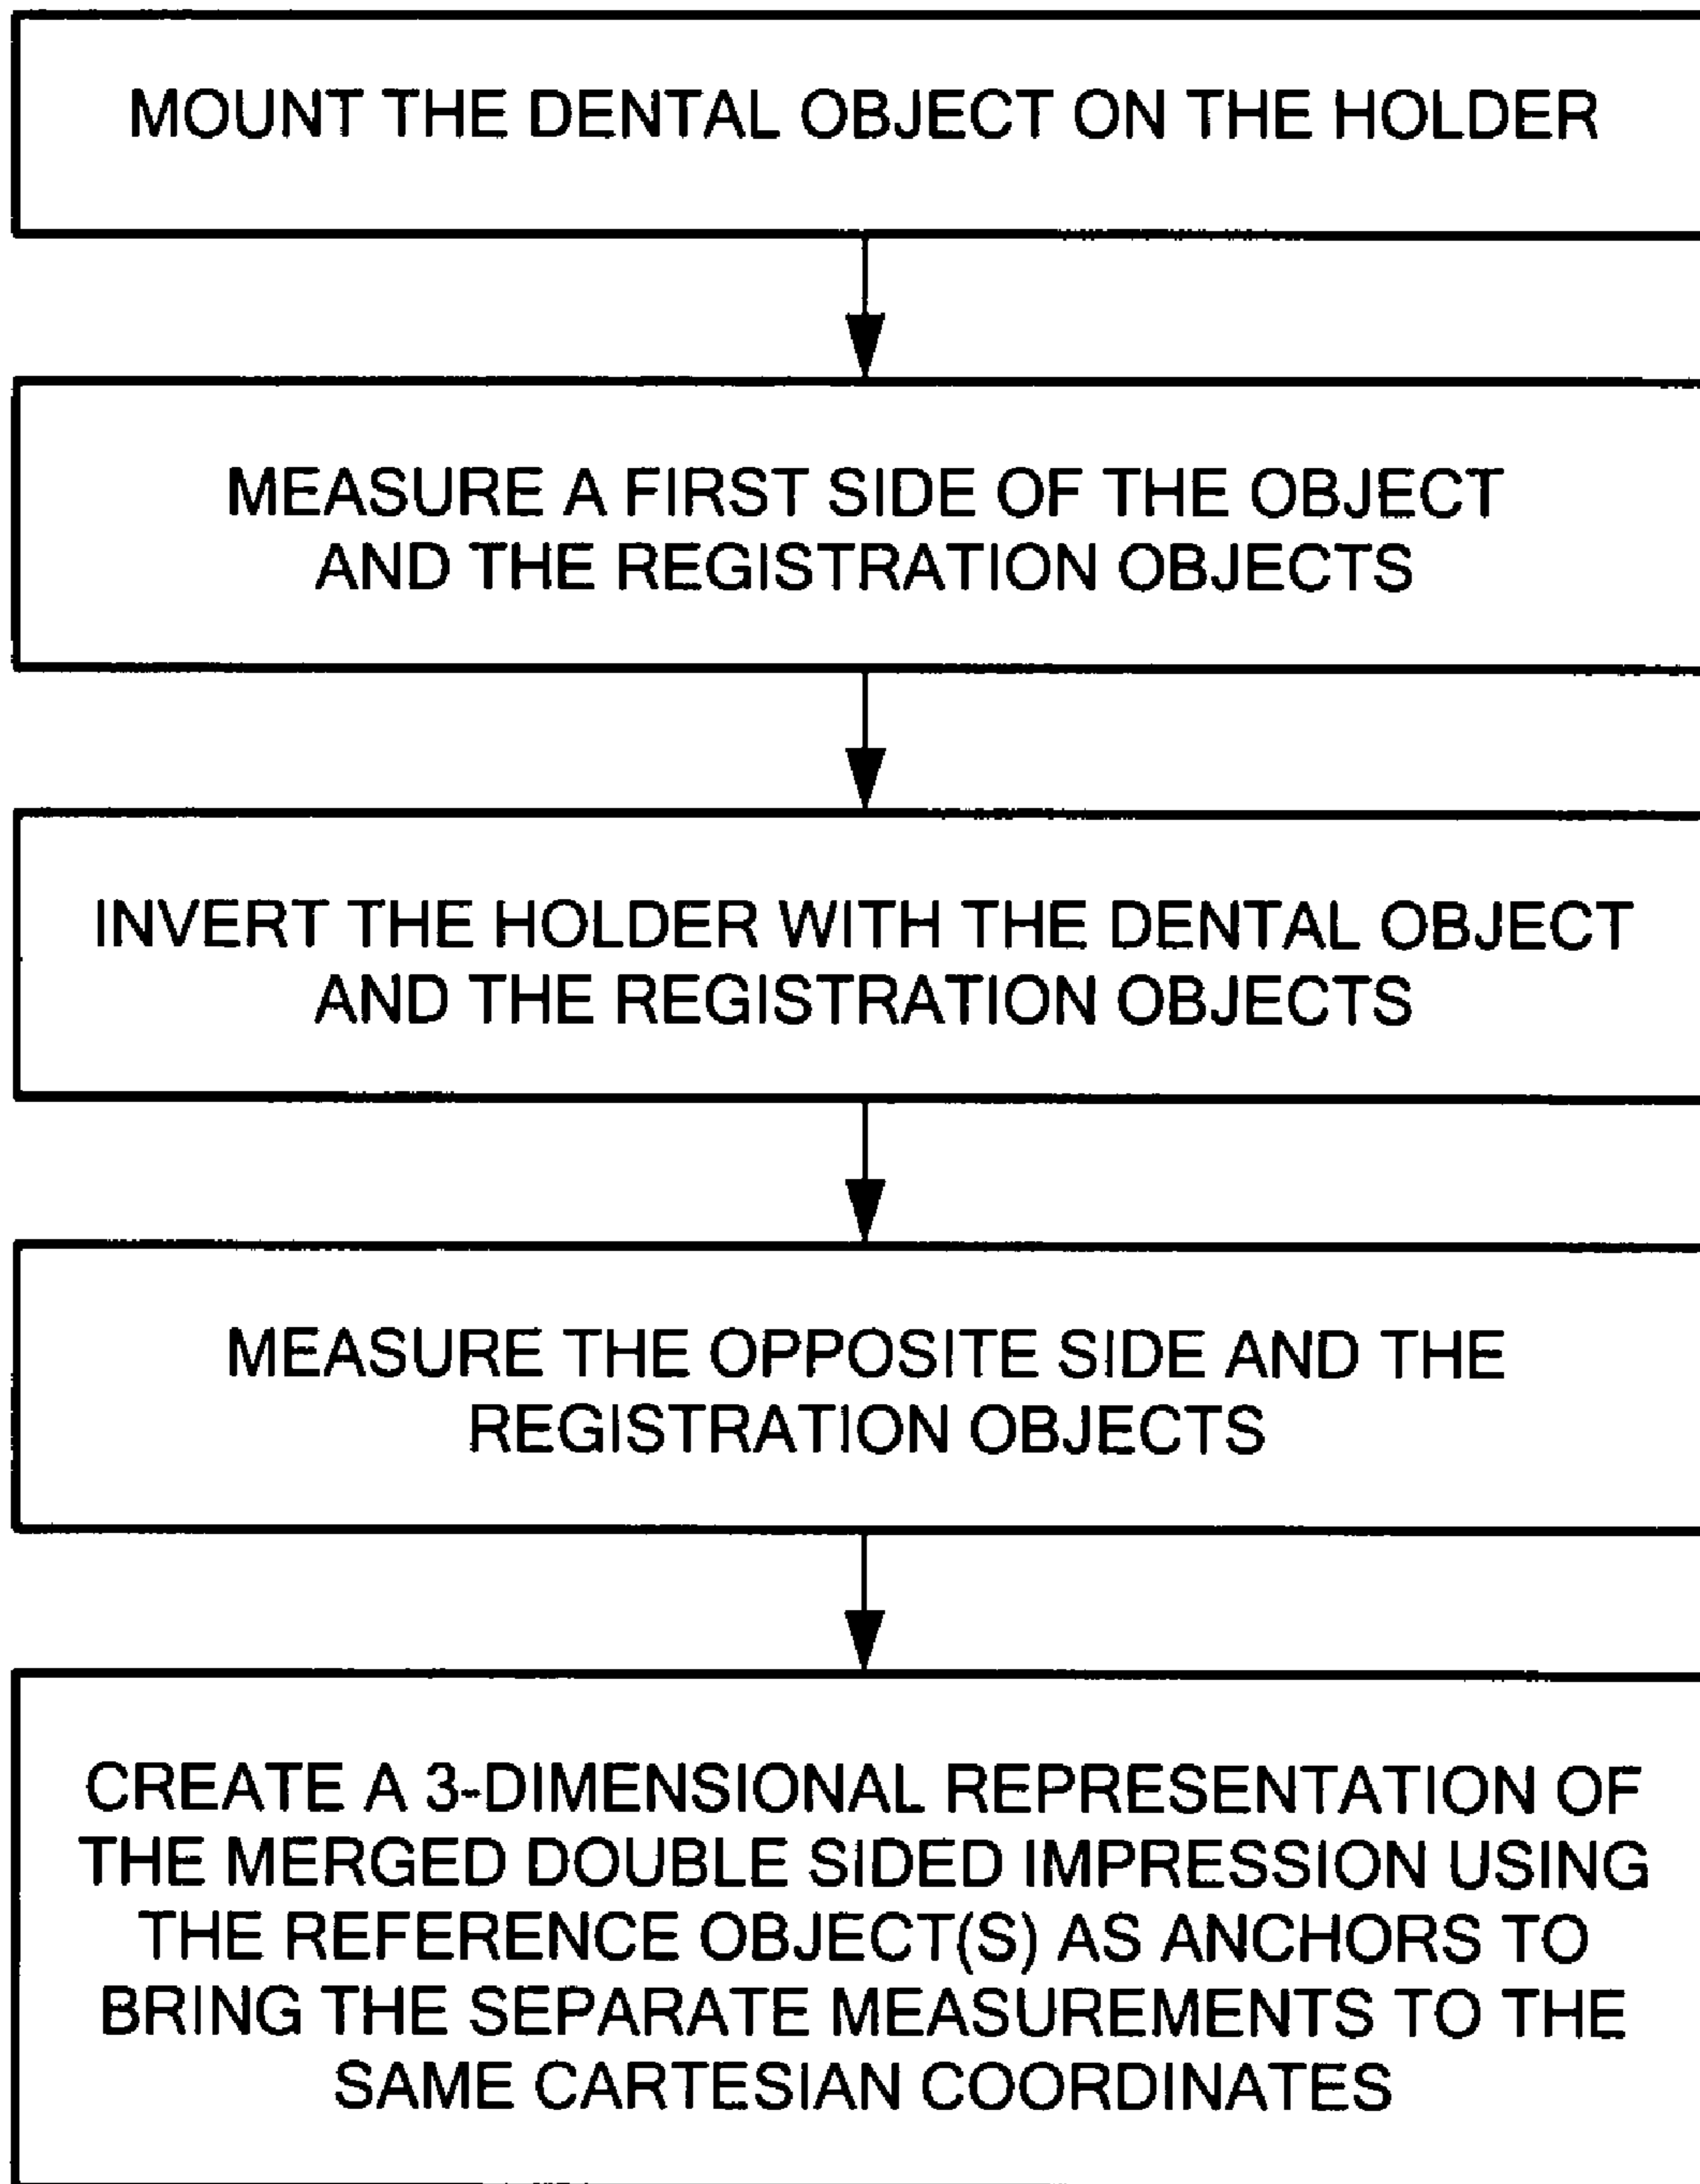 MOUNT THE DENTAL OBJECT ON THE HOLDER
MEASURE A FIRST SIDE OF THE OBJECT
AND THE REGISTRATION OBJECTS
INVERT THE HOLDER WITH THE DENTAL OBJECT
AND THE REGISTRATION OBJECTS
MEASURE THE OPPOSITE SIDE AND THE
REGISTRATION OBJECTS
CREATE A 3-DIMENSIONAL REPRESENTATION OF
THE MERGED DOUBLE SIDED IMPRESSION USING
THE REFERENCE OBJECT(S) AS ANCHORS TO
BRING THE SEPARATE MEASUREMENTS TO THE
SAME CARTESIAN COORDINATES